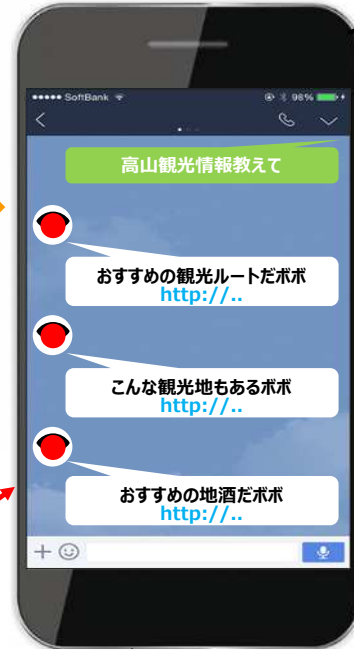 SoftBank
98%
高山観光情報教えて
おすすめの観光ルートだボボ
http://..
こんな観光地もあるボボ
http://..
おすすめの地酒だボボ
http://..